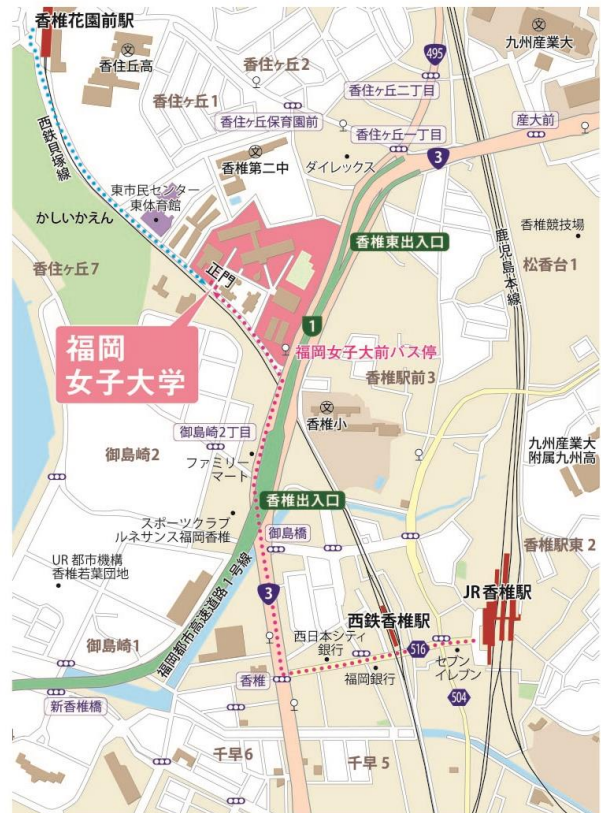 香椎花園前駅
文
香住丘高
香住ヶ丘2
495
文
九州産業大
香住ヶ丘二丁目
香住ヶ丘1
香住ヶ丘保育園前
産大前
香住ヶ丘一丁目
3
西鉄貝塚線
文
香椎第二中
ダイレックス
東市民センター
東体育館
かしいかえん
鹿児島本線
香椎競技場
松香台1
香椎東出入口
香住ヶ丘7
正門
1
福岡
女子大学
福岡女子大前バス停
香椎駅前3
文
香椎小
御島崎2丁目
御島崎2
ファミリー
マート
文
九州産業大
附属九州高
香椎出入口
スポーツクラブ
ルネサンス福岡香椎
御島橋
香椎駅東2
UR都市機構
香椎若葉団地
福岡都市高速道路1号線
3
JR香椎駅
西鉄香椎駅
御島崎1
西日本シティ
銀行
516
セブン
イレブン
香椎
福岡銀行
504
新香椎橋
千早6
千早5